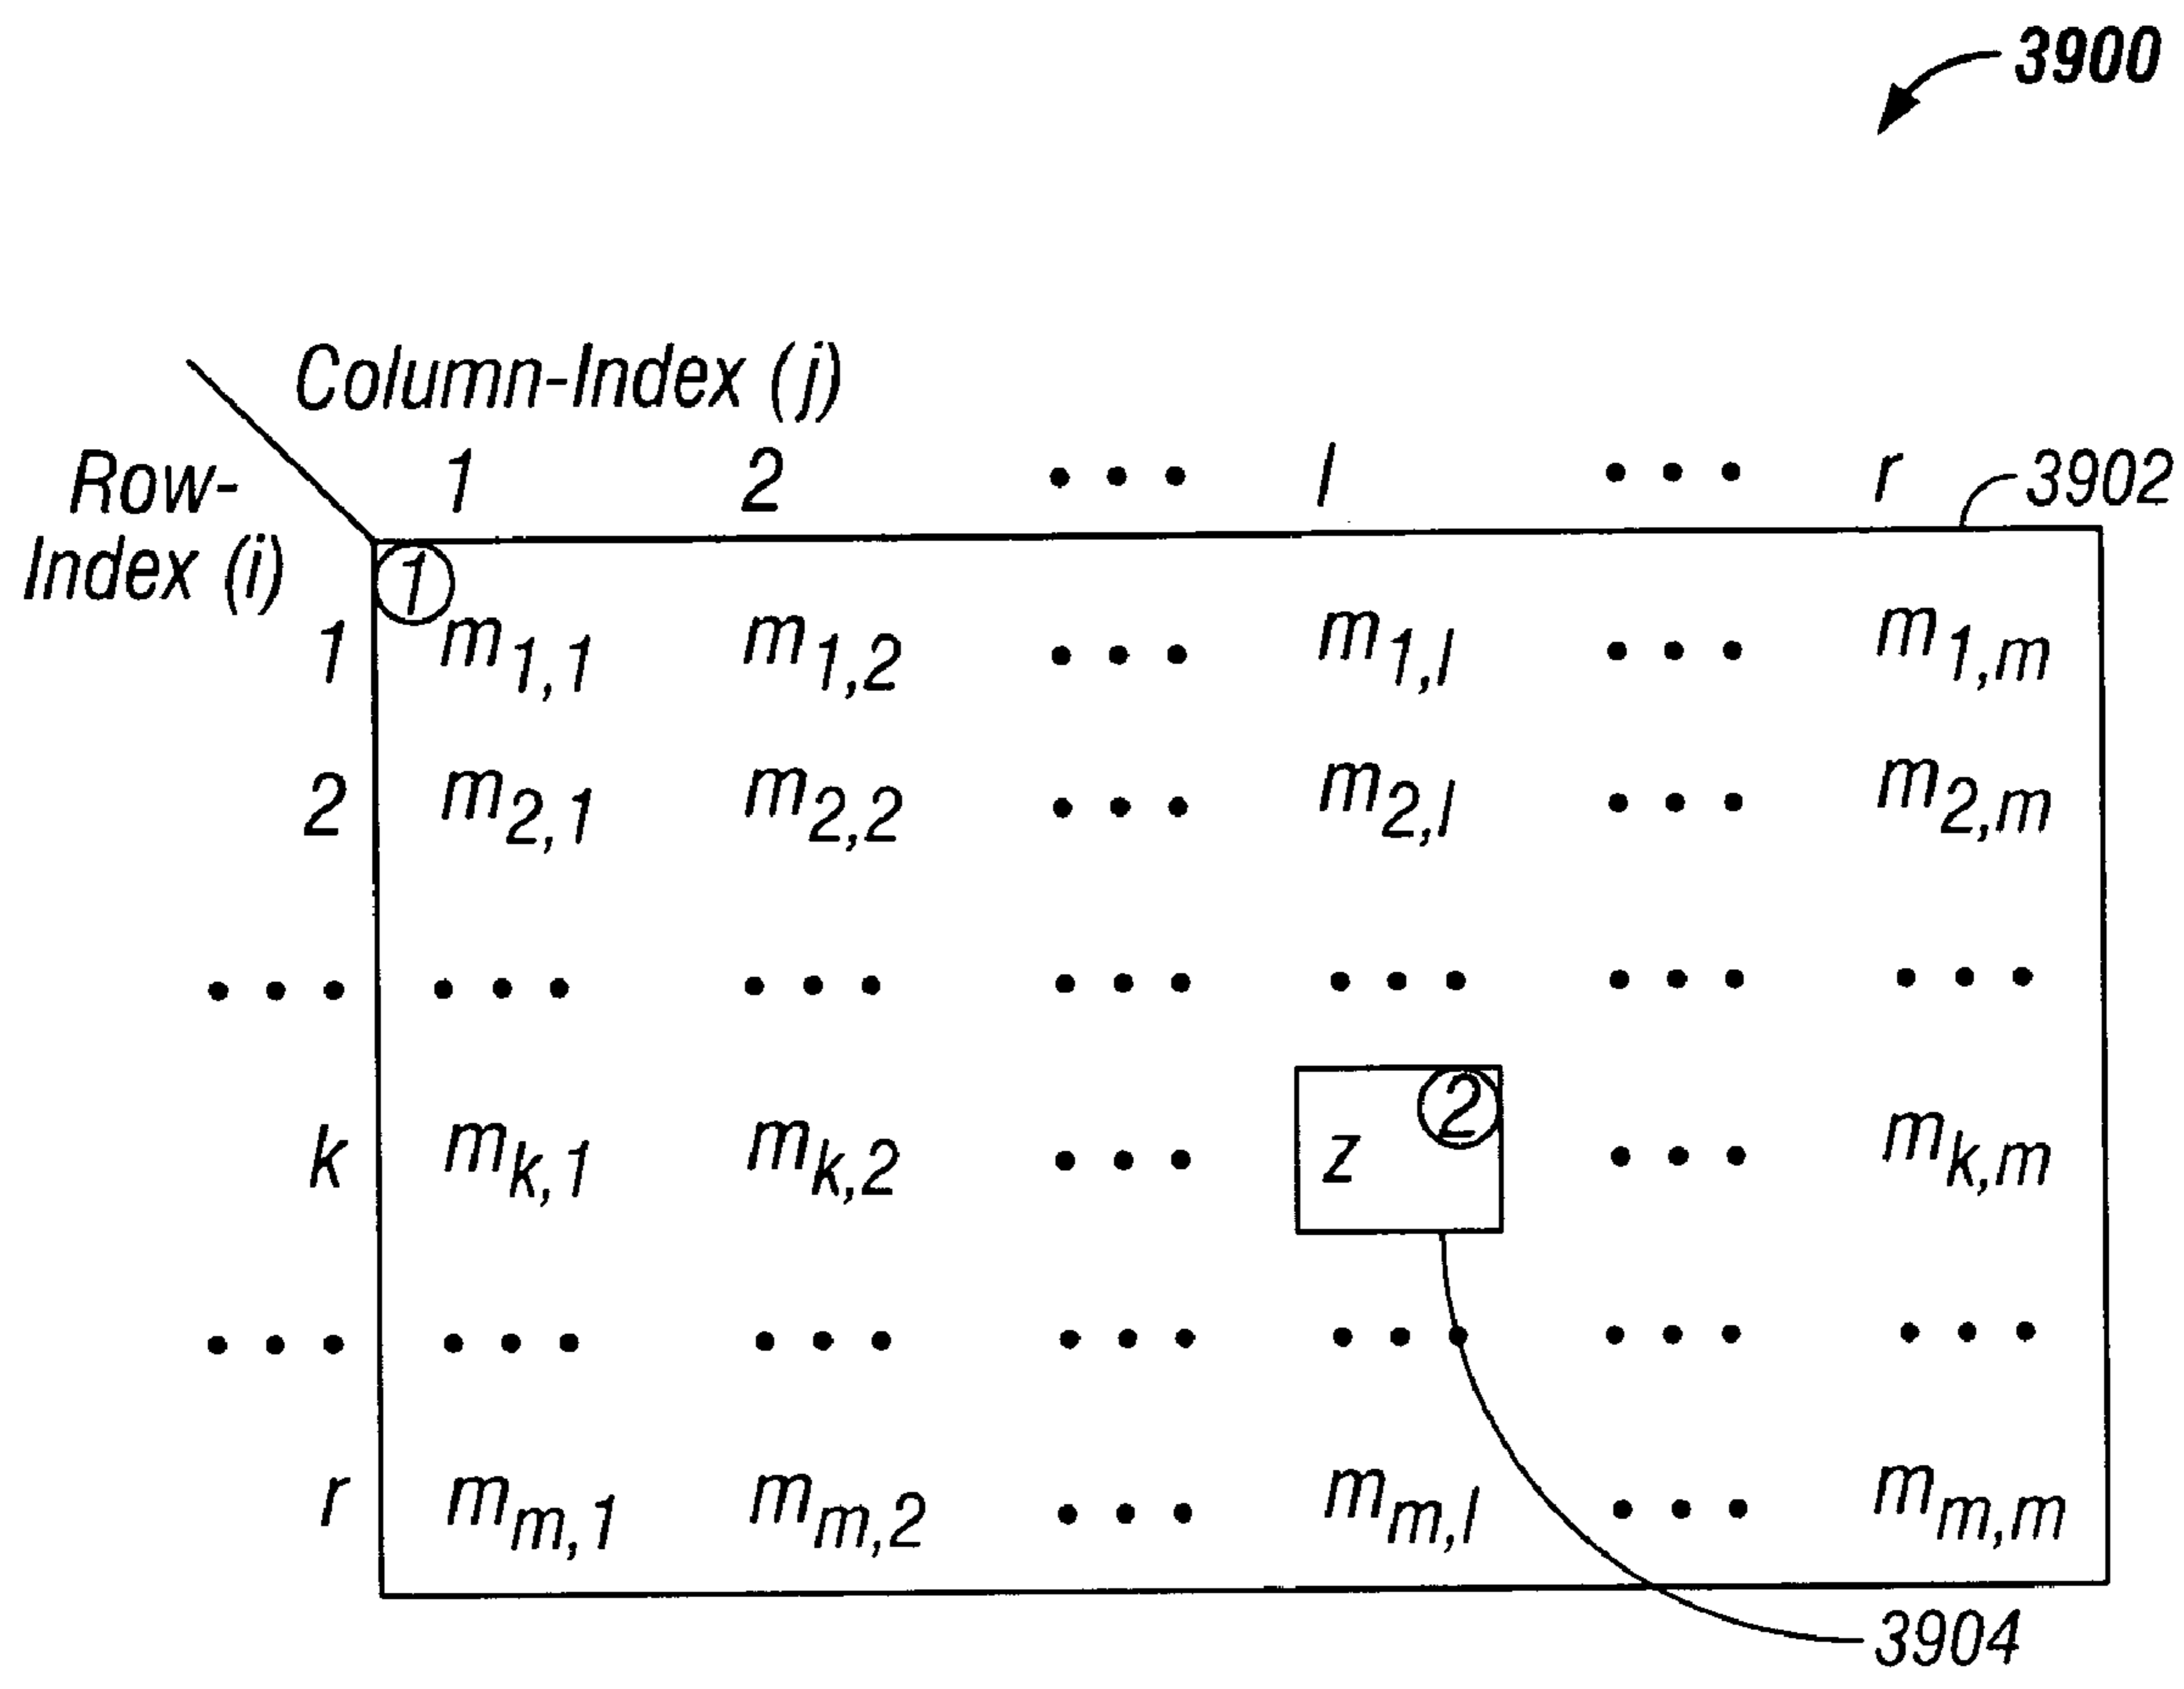 3900
Column-Index (j)
1 2 • • • l • • • r 3902
Row-
Index (i)
①
1 m1,1 m1,2 • • • m1,l • • • m1,m
2 m2,1 m2,2 • • • m2,l • • • m2,m
• • • • • • • • • • • • • • • • • • • • •
②
k mk,1 mk,2 • • • z • • • mk,m
• • • • • • • • • • • • • • • • • • • • •
r mm,1 mm,2 • • • mm,l • • • mm,m
3904